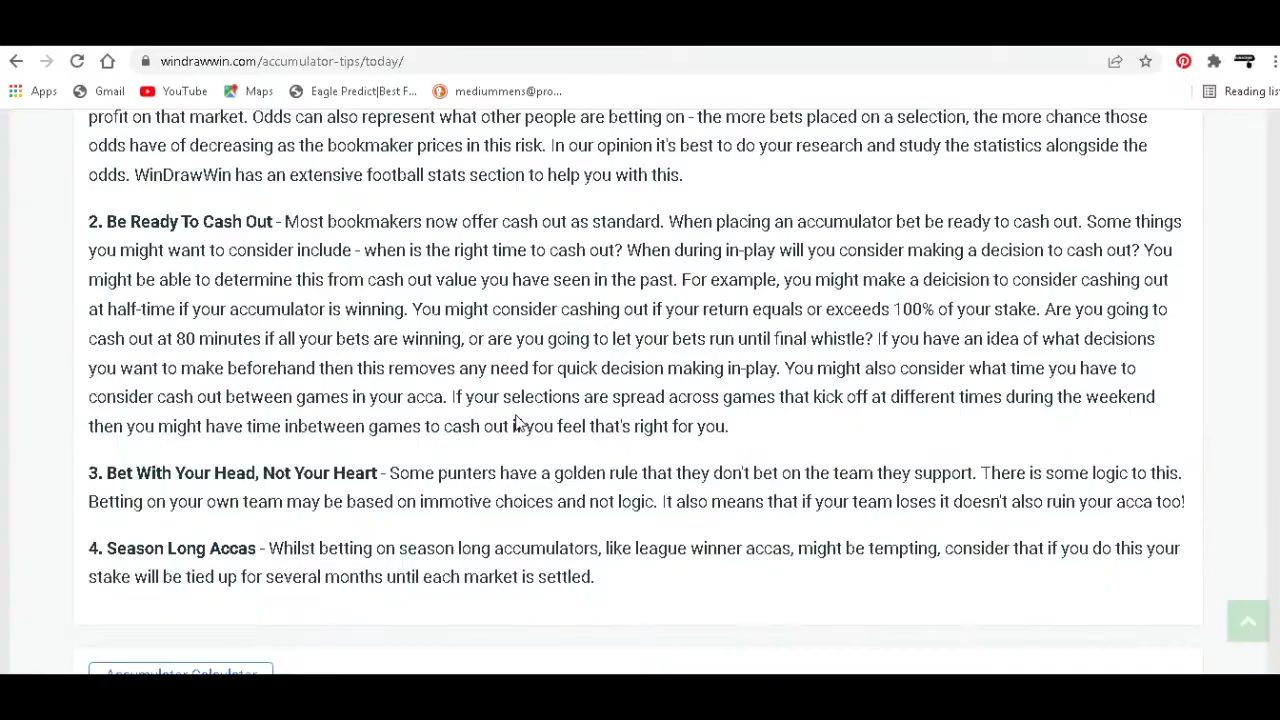 windrawwin.com/accumulator-tips/today/
Apps Gmail YouTube Maps Eagle Predict|Best F... mediummens@pro... Reading list
profit on that market. Odds can also represent what other people are betting on - the more bets placed on a selection, the more chance those
odds have of decreasing as the bookmaker prices in this risk. In our opinion it's best to do your research and study the statistics alongside the
odds. WinDrawWin has an extensive football stats section to help you with this.
2. Be Ready To Cash Out - Most bookmakers now offer cash out as standard. When placing an accumulator bet be ready to cash out. Some things
you might want to consider include - when is the right time to cash out? When during in-play will you consider making a decision to cash out? You
might be able to determine this from cash out value you have seen in the past. For example, you might make a deicision to consider cashing out
at half-time if your accumulator is winning. You might consider cashing out if your return equals or exceeds 100% of your stake. Are you going to
cash out at 80 minutes if all your bets are winning, or are you going to let your bets run until final whistle? If you have an idea of what decisions
you want to make beforehand then this removes any need for quick decision making in-play. You might also consider what time you have to
consider cash out between games in your acca. If your selections are spread across games that kick off at different times during the weekend
then you might have time inbetween games to cash out if you feel that's right for you.
3. Bet With Your Head, Not Your Heart - Some punters have a golden rule that they don't bet on the team they support. There is some logic to this.
Betting on your own team may be based on immotive choices and not logic. It also means that if your team loses it doesn't also ruin your acca too!
4. Season Long Accas - Whilst betting on season long accumulators, like league winner accas, might be tempting, consider that if you do this your
stake will be tied up for several months until each market is settled.
Accumulator Calculator